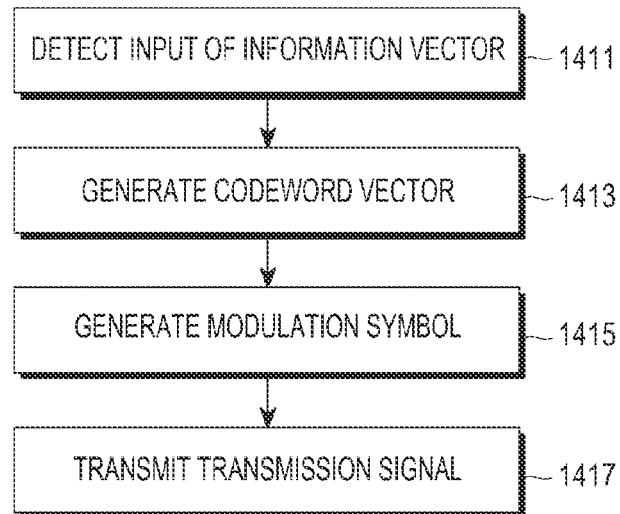 DETECT INPUT OF INFORMATION VECTOR 1411
GENERATE CODEWORD VECTOR 1413
GENERATE MODULATION SYMBOL 1415
TRANSMIT TRANSMISSION SIGNAL 1417